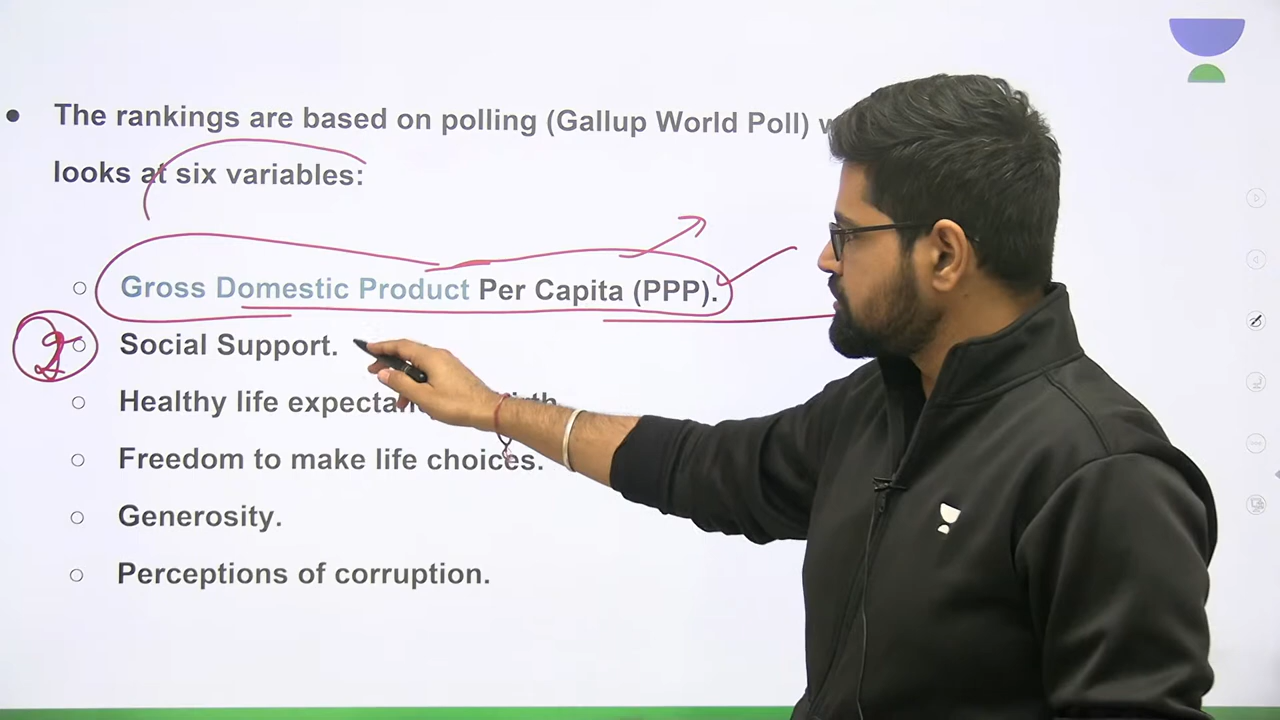 The rankings are based on polling (Gallup World Poll)
looks at six variables:
Gross Domestic Product Per Capita (PPP).
2
Social Support.
Healthy life
Freedom to make life choices.
Generosity.
Perceptions of corruption.